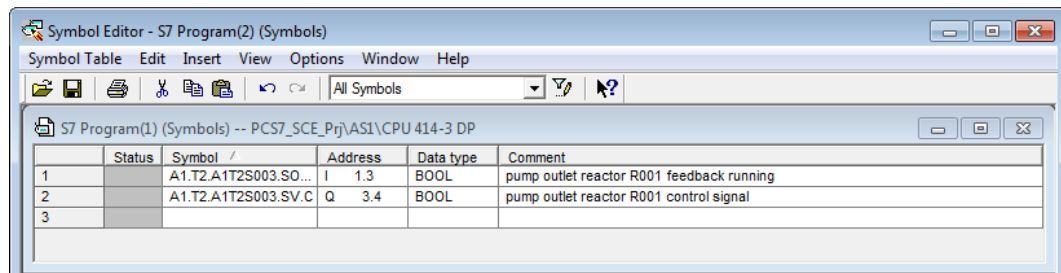 Symbol Editor - S7 Program(2) (Symbols)
Symbol Table Edit Insert View Options Window Help
All Symbols
S7 Program(1) (Symbols) -- PCS7_SCE_Prj\AS1\CPU 414-3 DP
Status Symbol Address Data type Comment
1 A1.T2.A1T2S003.SO... I 1.3 BOOL pump outlet reactor R001 feedback running
2 A1.T2.A1T2S003.SV.C Q 3.4 BOOL pump outlet reactor R001 control signal
3